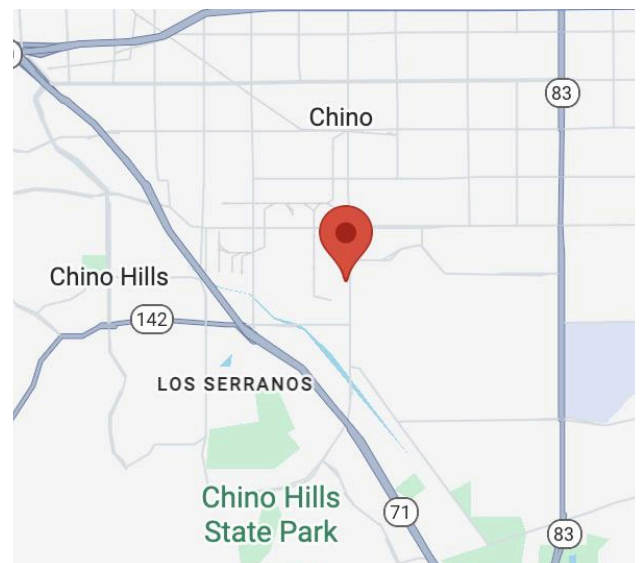 83
Chino
Chino Hills
142
LOS SERRANOS
Chino Hills
State Park
71
83